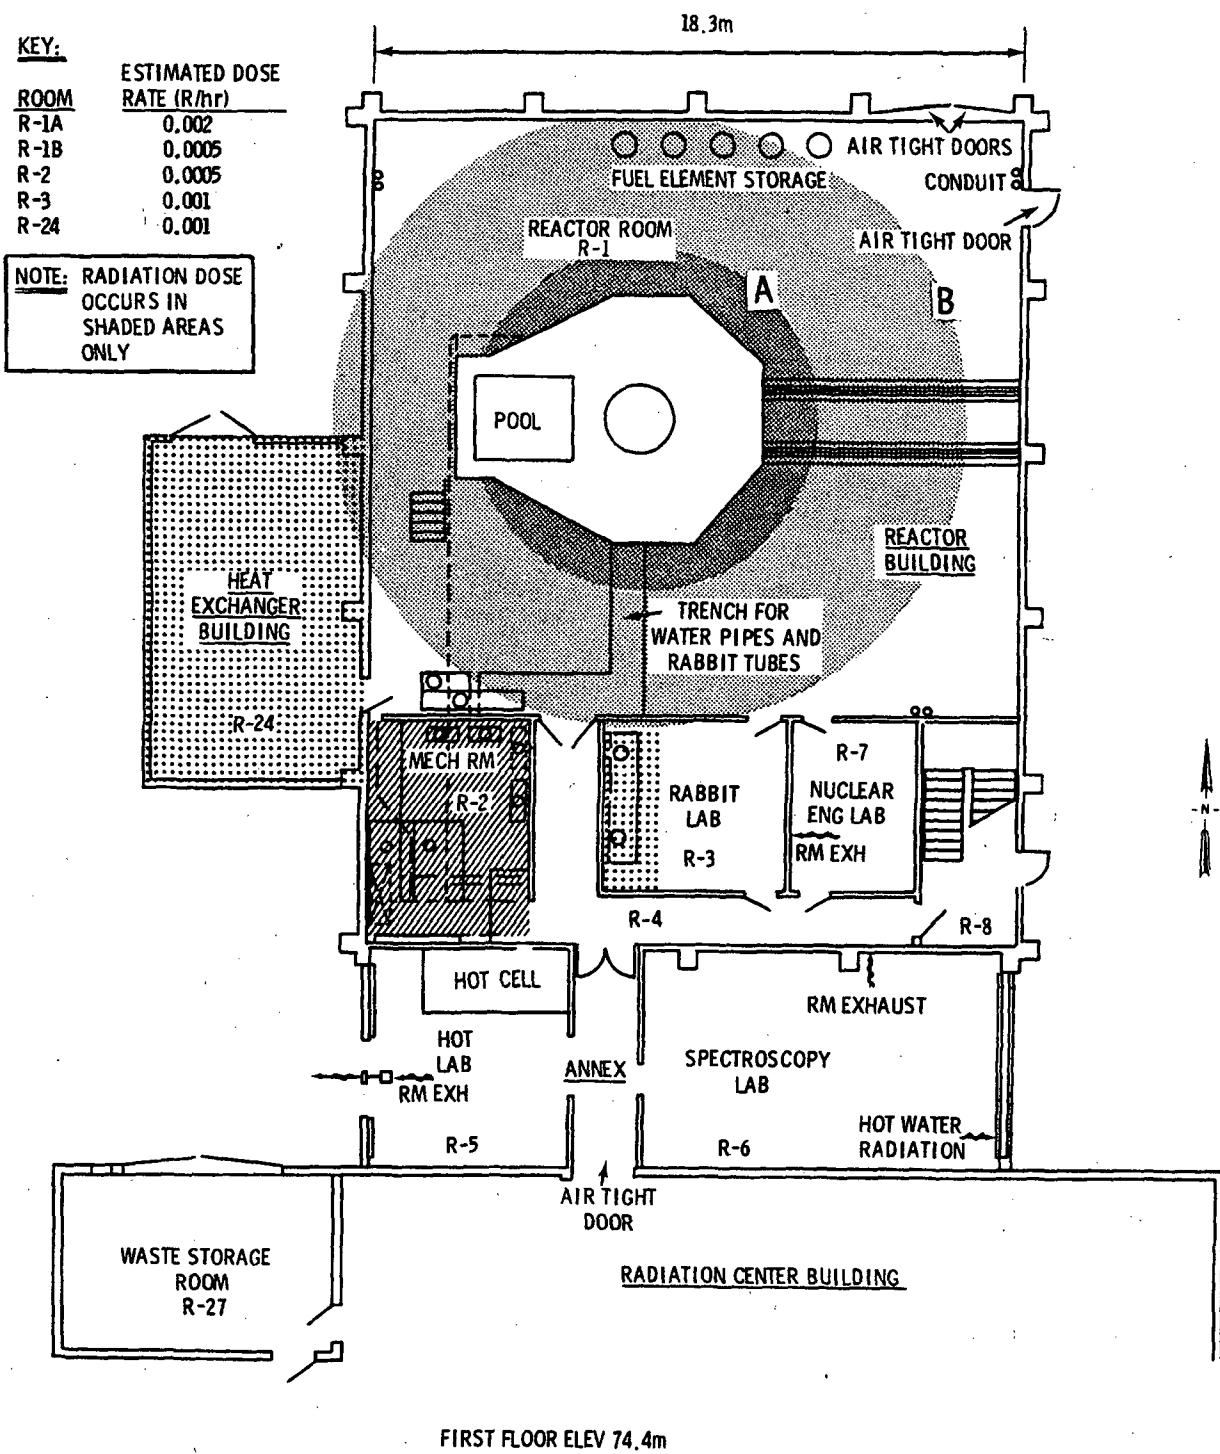 18.3m
KEY:
ESTIMATED DOSE
ROOM RATE (R/hr)
R-1A 0.002
R-1B 0.0005
R-2 0.0005
R-3 0.001
R-24 0.001
NOTE: RADIATION DOSE
OCCURS IN
SHADED AREAS
ONLY
AIR TIGHT DOORS
FUEL ELEMENT STORAGE
CONDUIT
REACTOR ROOM
R-1
AIR TIGHT DOOR
A
B
POOL
REACTOR
BUILDING
HEAT
EXCHANGER
BUILDING
TRENCH FOR
WATER PIPES AND
RABBIT TUBES
R-24
MECH RM
R-2
RABBIT
LAB
R-3
R-7
NUCLEAR
ENG LAB
RM EXH
-N-
R-4
R-8
HOT CELL
RM EXHAUST
HOT
LAB
RM EXH
ANNEX
SPECTROSCOPY
LAB
HOT WATER
RADIATION
R-5
R-6
AIR TIGHT
DOOR
WASTE STORAGE
ROOM
R-27
RADIATION CENTER BUILDING
FIRST FLOOR ELEV 74.4m